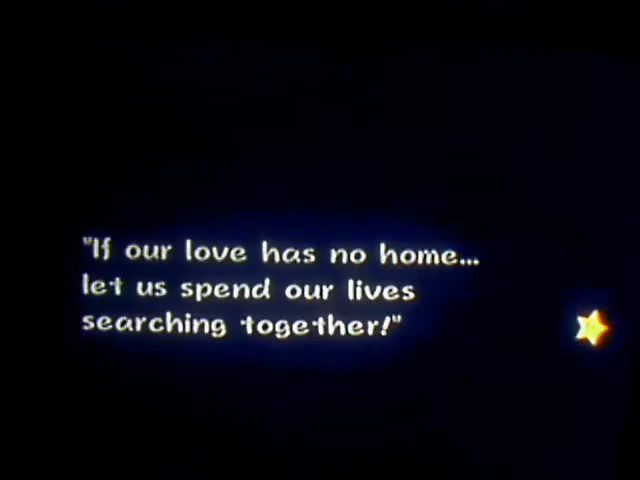 "If our love has no home...
let us spend our lives
searching together!"